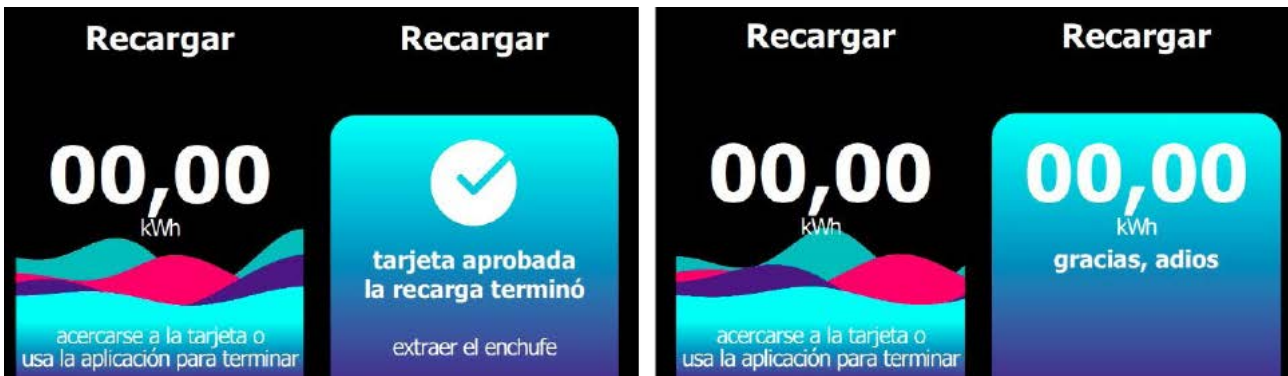 Recargar
00,00
kWh
acercarse a la tarjeta o
usa la aplicación para terminar
Recargar
tarjeta aprobada
la recarga terminó
extraer el enchufe
Recargar
00,00
kWh
acercarse a la tarjeta o
usa la aplicación para terminar
Recargar
00,00
kWh
gracias, adios